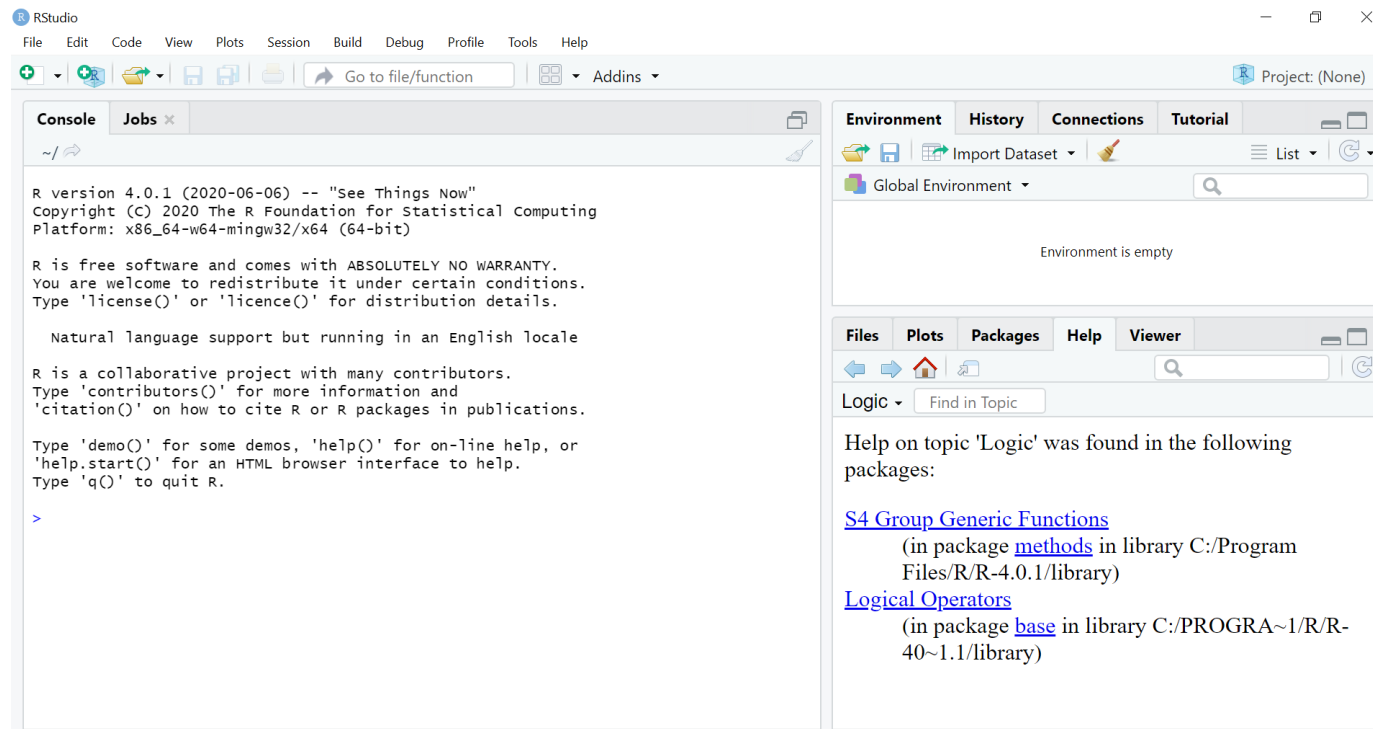 RStudio
File Edit Code View Plots Session Build Debug Profile Tools Help
Go to file/function Addins Project: (None)
Console Jobs
~/
R version 4.0.1 (2020-06-06) -- "See Things Now"
Copyright (C) 2020 The R Foundation for Statistical Computing
Platform: x86_64-w64-mingw32/x64 (64-bit)
R is free software and comes with ABSOLUTELY NO WARRANTY.
You are welcome to redistribute it under certain conditions.
Type 'license()' or 'licence()' for distribution details.
Natural language support but running in an English locale
R is a collaborative project with many contributors.
Type 'contributors()' for more information and
'citation()' on how to cite R or R packages in publications.
Type 'demo()' for some demos, 'help()' for on-line help, or
'help.start()' for an HTML browser interface to help.
Type 'q()' to quit R.
>
Environment History Connections Tutorial
Import Dataset List
Global Environment
Environment is empty
Files Plots Packages Help Viewer
Logic Find in Topic
Help on topic 'Logic' was found in the following
packages:
S4 Group Generic Functions
(in package methods in library C:/Program
Files/R/R-4.0.1/library)
Logical Operators
(in package base in library C:/PROGRA~1/R/R-
40~1.1/library)